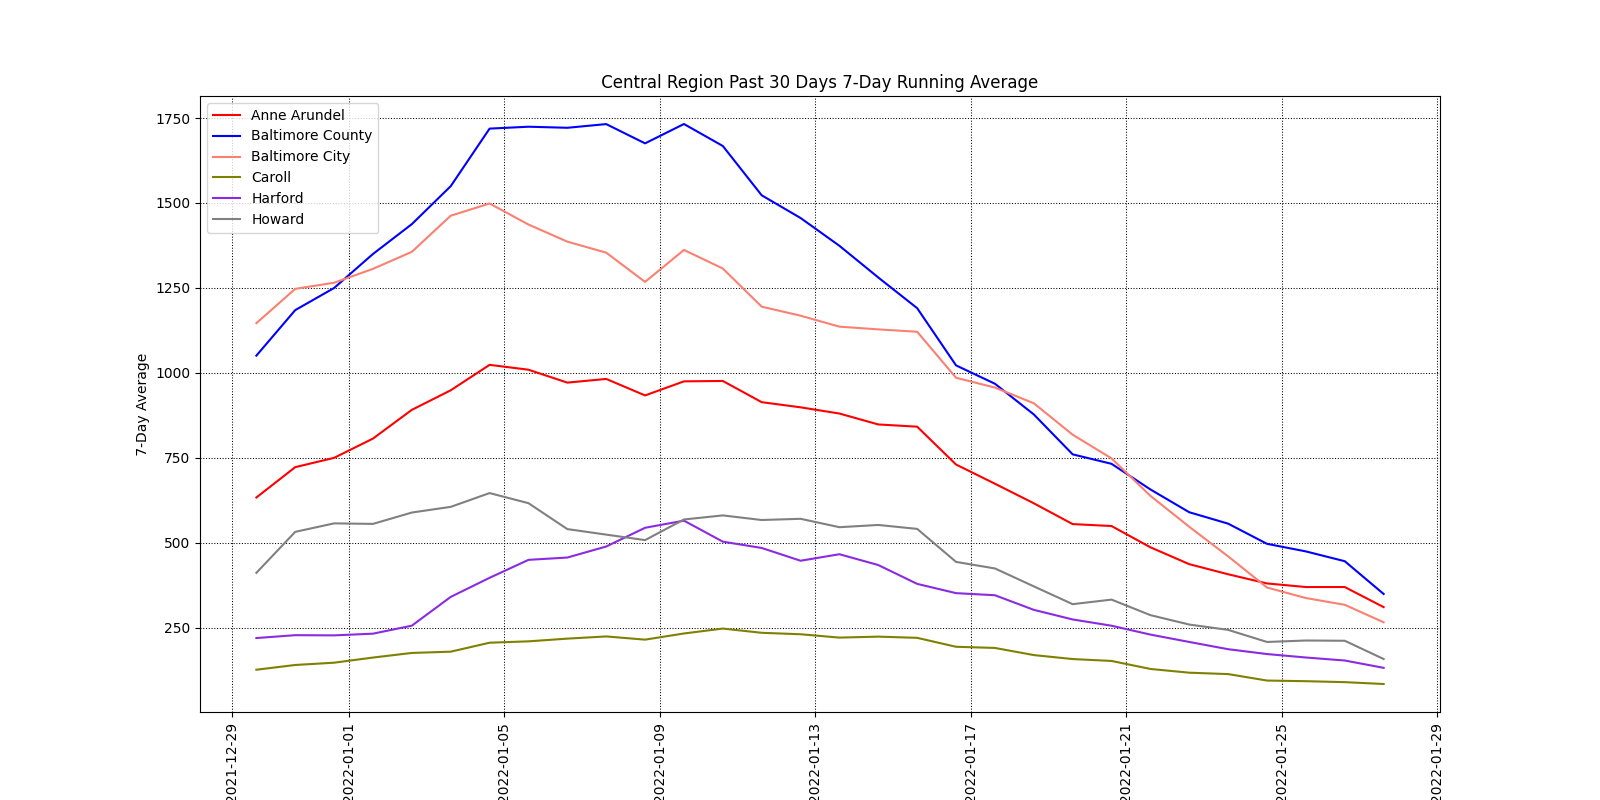 Central Region Past 30 Days 7-Day Running Average
Anne Arundel
Baltimore County
Baltimore City
Caroll
Harford
Howard
1750
1500
1250
1000
750
500
250
7-Day Average
2021-12-29
2022-01-01
2022-01-05
2022-01-09
2022-01-13
2022-01-17
2022-01-21
2022-01-25
2022-01-29